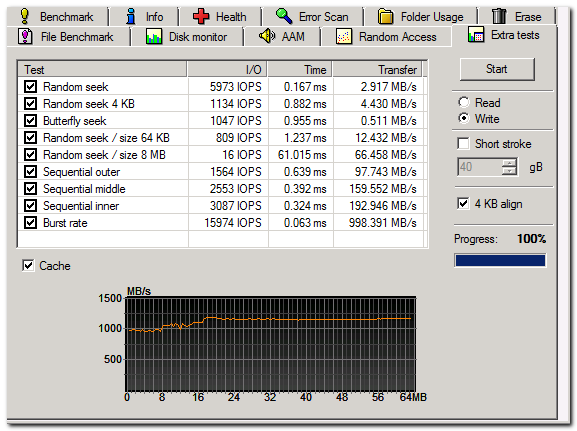 Benchmark Info Health Error Scan Folder Usage Erase
File Benchmark Disk monitor AAM Random Access Extra tests
Test I/O Time Transfer
Random seek 5973 IOPS 0.167 ms 2.917 MB/s
Random seek 4 KB 1134 IOPS 0.882 ms 4.430 MB/s
Butterfly seek 1047 IOPS 0.955 ms 0.511 MB/s
Random seek / size 64 KB 809 IOPS 1.237 ms 12.432 MB/s
Random seek / size 8 MB 16 IOPS 61.015 ms 66.458 MB/s
Sequential outer 1564 IOPS 0.639 ms 97.743 MB/s
Sequential middle 2553 IOPS 0.392 ms 159.552 MB/s
Sequential inner 3087 IOPS 0.324 ms 192.946 MB/s
Burst rate 15974 IOPS 0.063 ms 998.391 MB/s
Start
Read
Write
Short stroke
40 gB
4 KB align
Progress: 100%
Cache
MB/s
1500
1000
500
0 8 16 24 32 40 48 56 64MB